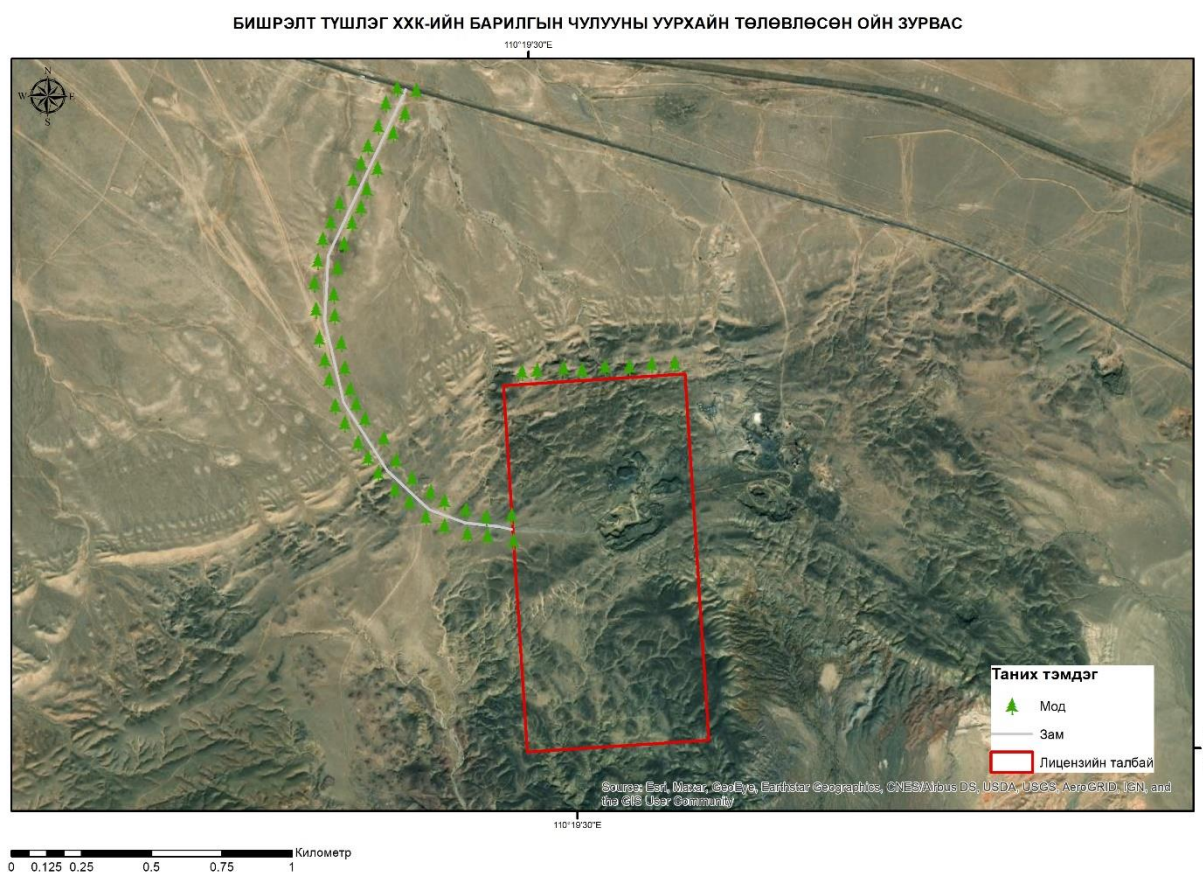 БИШРЭЛТ ТҮШЛЭГ ХХК-ИЙН БАРИЛГЫН ЧУЛУУНЫ УУРХАЙН ТӨЛӨВЛӨСӨН ОЙН ЗУРВАС
110°19'30"E
N
W E
S
Таних тэмдэг
Мод
Зам
Лицензийн талбай
Source: Esri, Maxar, GeoEye, Earthstar Geographics, CNES/Airbus DS, USDA, USGS, AeroGRID, IGN, and
the GIS User Community
110°19'30"E
Километр
0 0.125 0.25 0.5 0.75 1